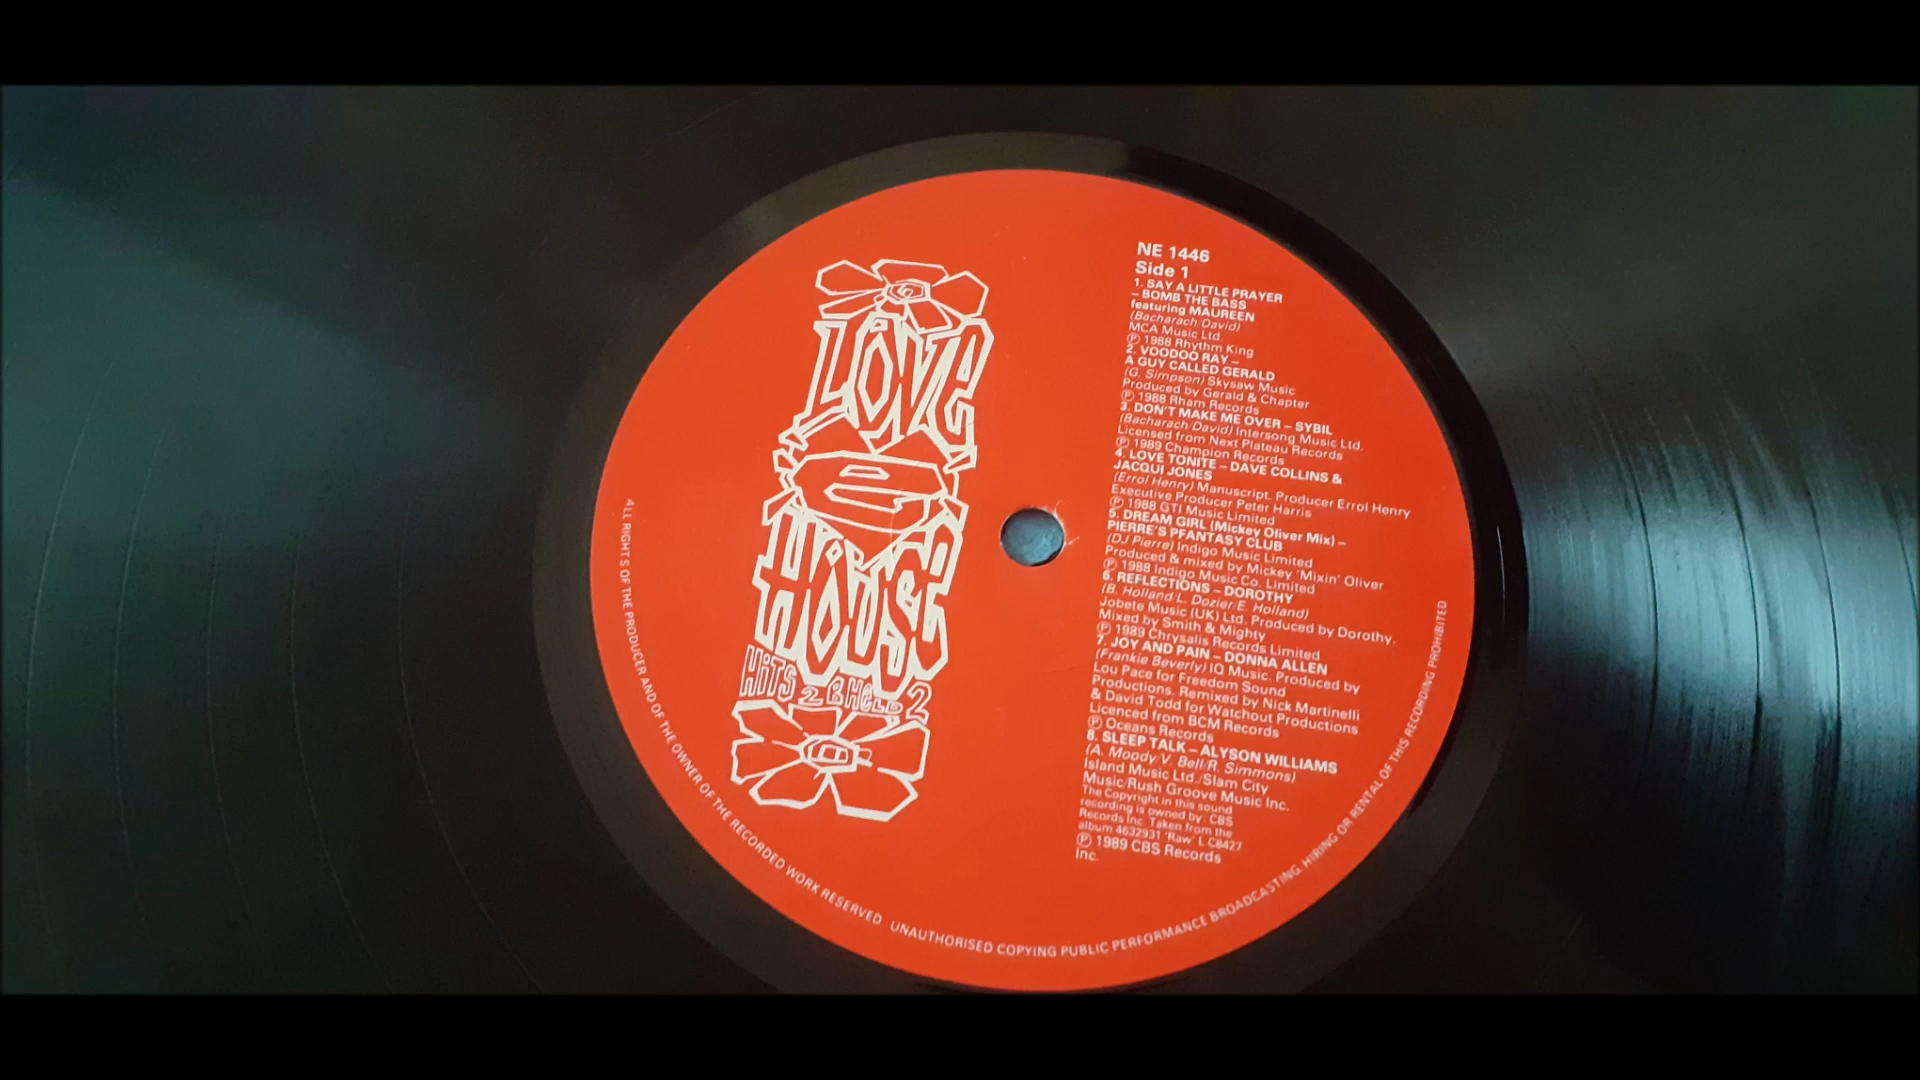 LOVE
HOUSE
HITS 2 B HELD 2
NE 1446
Side 1
1. SAY A LITTLE PRAYER
– BOMB THE BASS
featuring MAUREEN
(Bacharach/David)
MCA Music Ltd.
℗ 1988 Rhythm King
2. VOODOO RAY –
A GUY CALLED GERALD
(G. Simpson) Skysaw Music
Produced by Gerald & Chapter
℗ 1988 Rham Records
3. DON'T MAKE ME OVER – SYBIL
(Bacharach/David) Intersong Music Ltd.
Licensed from Next Plateau Records
℗ 1989 Champion Records
4. LOVE TONITE – DAVE COLLINS &
JACQUI JONES
(Errol Henry) Manuscript. Producer Errol Henry
Executive Producer Peter Harris
℗ 1988 GTI Music Limited
5. DREAM GIRL (Mickey Oliver Mix) –
PIERRE'S PFANTASY CLUB
(DJ Pierre) Indigo Music Limited
Produced & mixed by Mickey 'Mixin' Oliver
℗ 1988 Indigo Music Co. Limited
6. REFLECTIONS – DOROTHY
(B. Holland/L. Dozier/E. Holland)
Jobete Music (UK) Ltd. Produced by Dorothy.
Mixed by Smith & Mighty
℗ 1989 Chrysalis Records Limited
7. JOY AND PAIN – DONNA ALLEN
(Frankie Beverly) IQ Music. Produced by
Lou Pace for Freedom Sound
Productions. Remixed by Nick Martinelli
& David Todd for Watchout Productions
Licenced from BCM Records
℗ Oceans Records
8. SLEEP TALK – ALYSON WILLIAMS
(A. Moody/V. Bell/R. Simmons)
Island Music Ltd./Slam City
Music/Rush Groove Music Inc.
The Copyright in this sound
recording is owned by: CBS
Records Inc. Taken from the
album 4632931 'Raw' LC8427
℗ 1989 CBS Records
Inc.
ALL RIGHTS OF THE PRODUCER AND OF THE OWNER OF THE RECORDED WORK RESERVED UNAUTHORISED COPYING PUBLIC PERFORMANCE BROADCASTING, HIRING OR RENTAL OF THIS RECORDING PROHIBITED